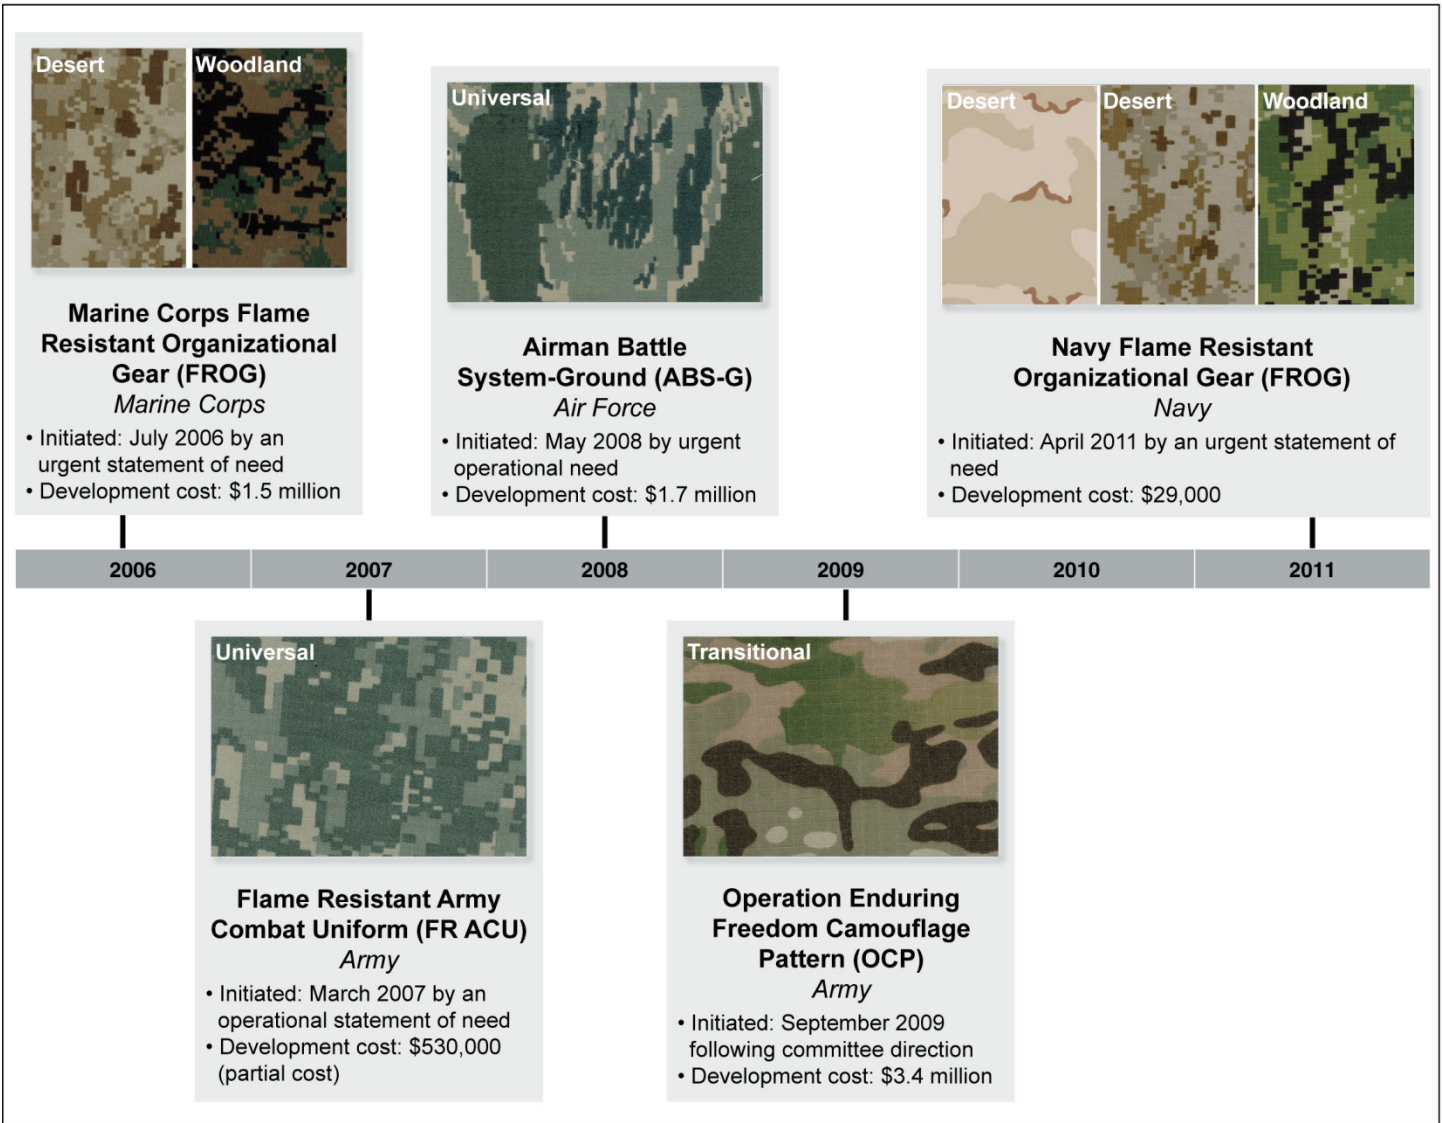 Desert
Woodland
Marine Corps Flame
Resistant Organizational
Gear (FROG)
Marine Corps
• Initiated: July 2006 by an
urgent statement of need
• Development cost: $1.5 million
Universal
Airman Battle
System-Ground (ABS-G)
Air Force
• Initiated: May 2008 by urgent
operational need
• Development cost: $1.7 million
Desert
Desert
Woodland
Navy Flame Resistant
Organizational Gear (FROG)
Navy
• Initiated: April 2011 by an urgent statement of
need
• Development cost: $29,000
2006
2007
2008
2009
2010
2011
Universal
Flame Resistant Army
Combat Uniform (FR ACU)
Army
• Initiated: March 2007 by an
operational statement of need
• Development cost: $530,000
(partial cost)
Transitional
Operation Enduring
Freedom Camouflage
Pattern (OCP)
Army
• Initiated: September 2009
following committee direction
• Development cost: $3.4 million